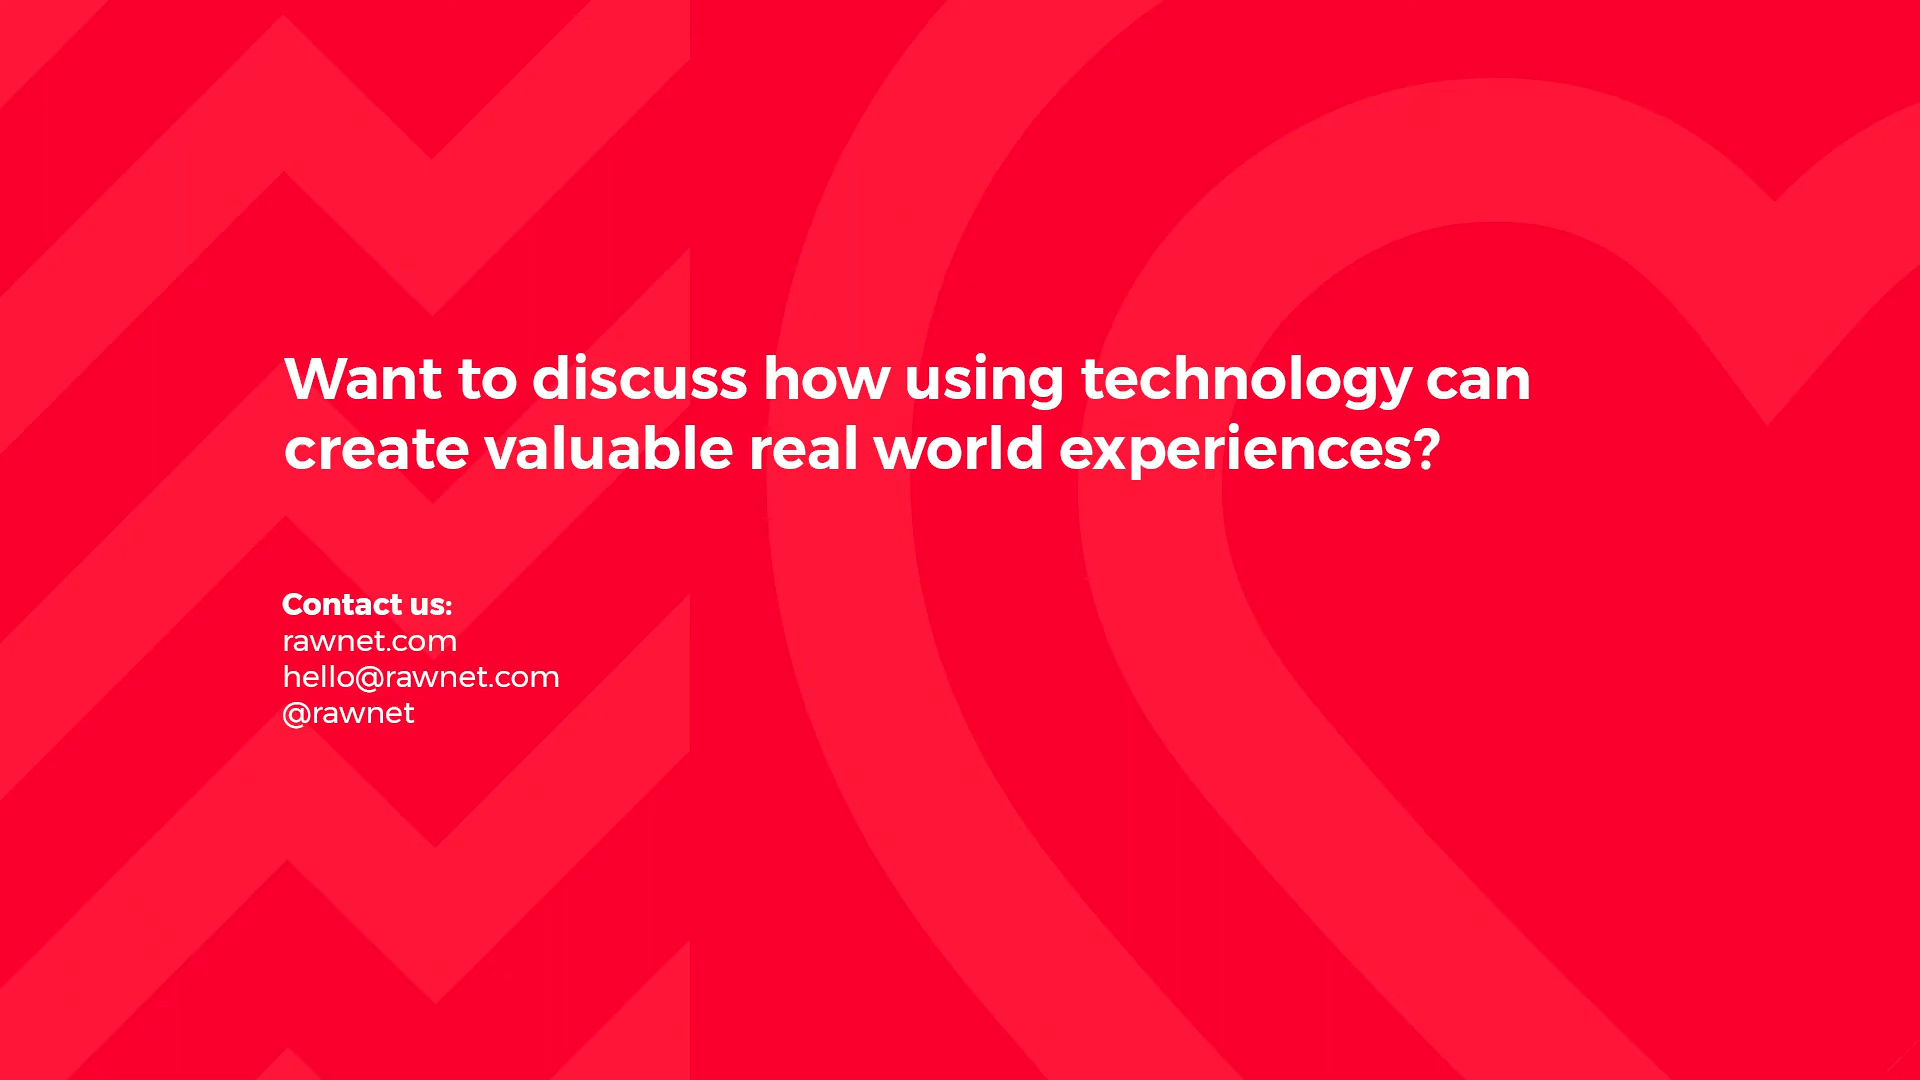 Want to discuss how using technology can
create valuable real world experiences?
Contact us:
rawnet.com
hello@rawnet.com
@rawnet